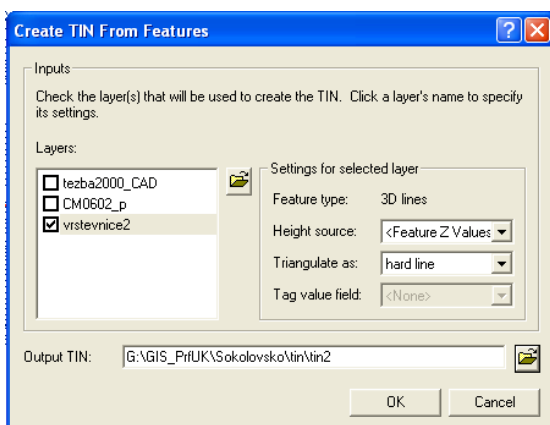 Create TIN From Features
Inputs
Check the layer(s) that will be used to create the TIN. Click a layer's name to specify
its settings.
Layers:
tezba2000_CAD
CM0602_p
vrstevnice2
Settings for selected layer
Feature type: 3D lines
Height source: <Feature Z Values
Triangulate as: hard line
Tag value field: <None>
Output TIN: G:\GIS_PrfUK\Sokolovsko\tin\tin2
OK Cancel